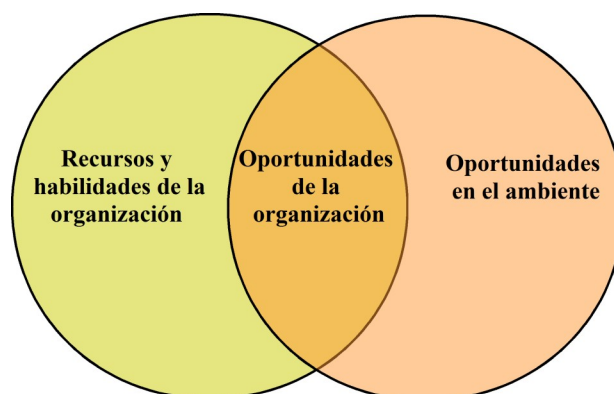 Recursos y
habilidades de la
organización
Oportunidades
de la
organización
Oportunidades
en el ambiente